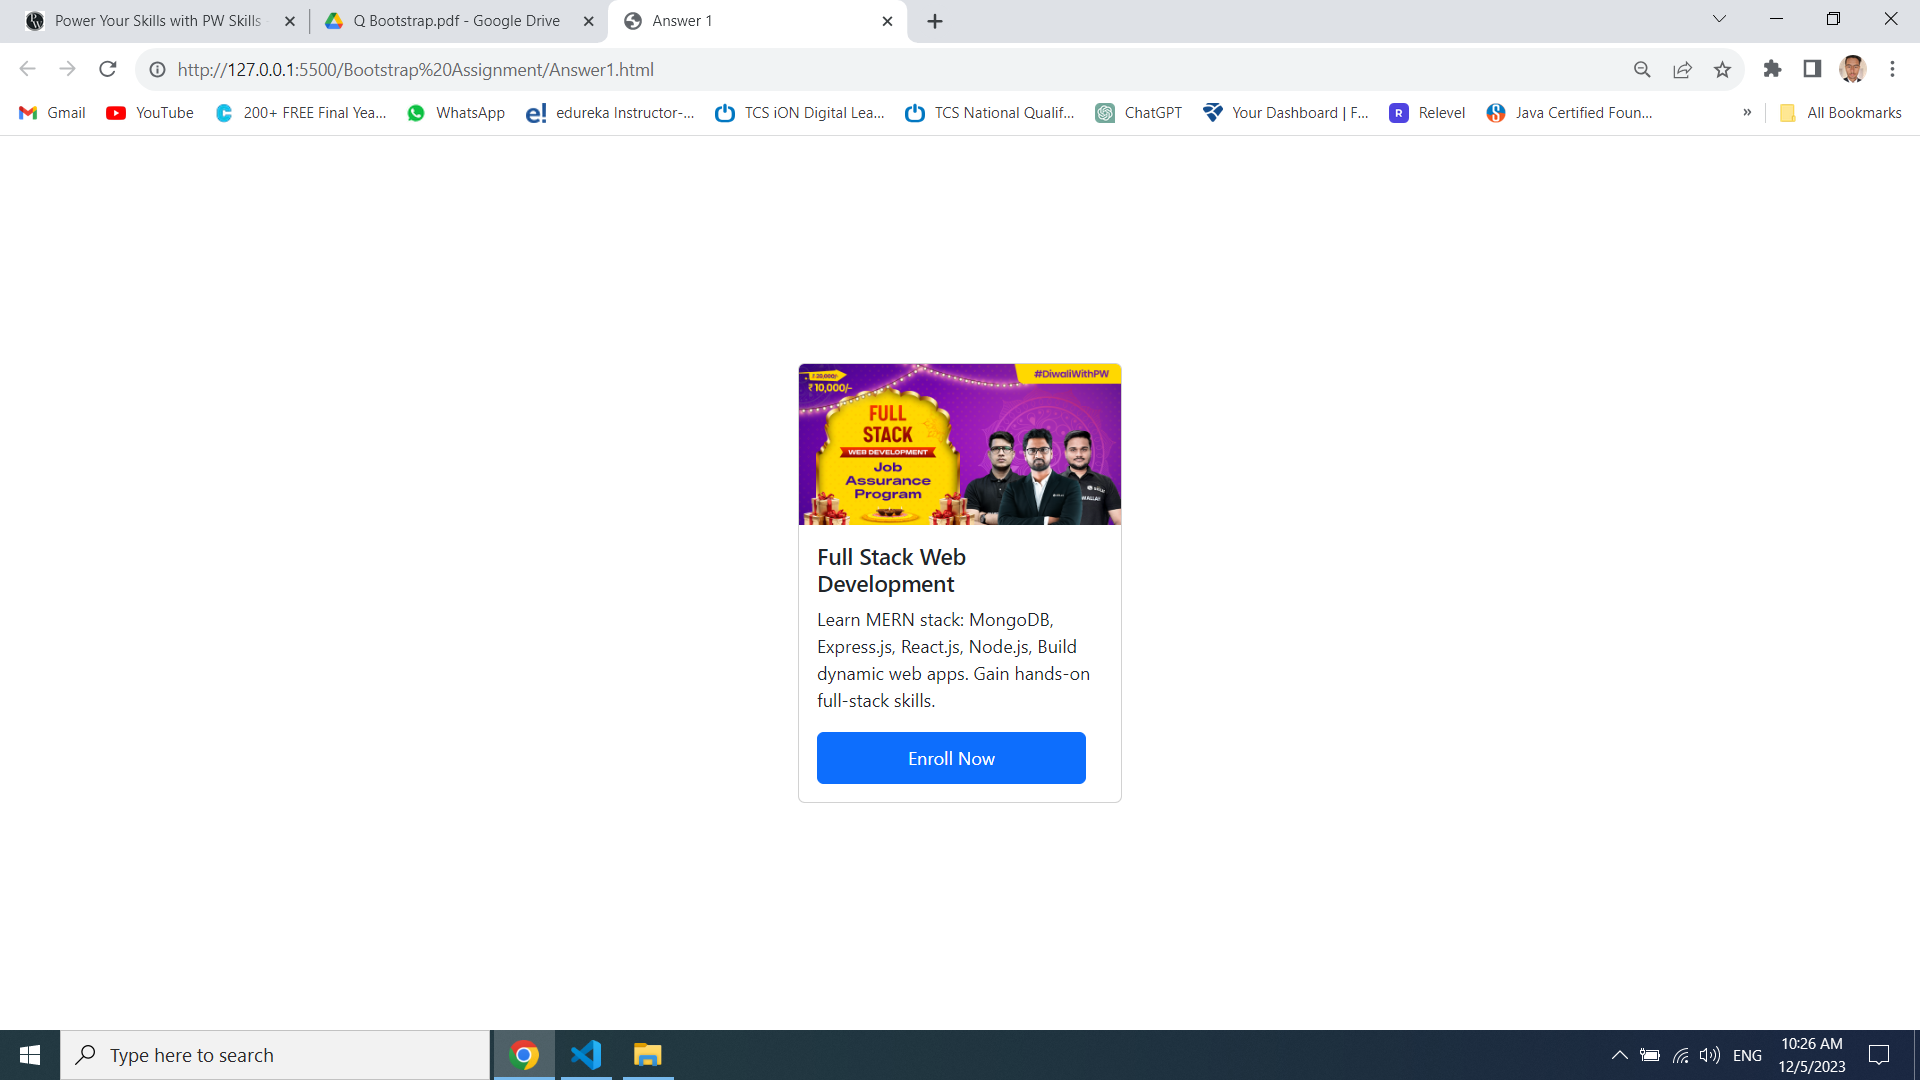 Power Your Skills with PW Skills
Q Bootstrap.pdf - Google Drive
Answer 1
http://127.0.0.1:5500/Bootstrap%20Assignment/Answer1.html
Gmail
YouTube
200+ FREE Final Yea...
WhatsApp
edureka Instructor-...
TCS iON Digital Lea...
TCS National Qualif...
ChatGPT
Your Dashboard | F...
Relevel
Java Certified Foun...
»
All Bookmarks
#DiwaliWithPW
₹ 10,000/-
FULL
STACK
WEB DEVELOPMENT
Job
Assurance
Program
Full Stack Web
Development
Learn MERN stack: MongoDB,
Express.js, React.js, Node.js, Build
dynamic web apps. Gain hands-on
full-stack skills.
Enroll Now
Type here to search
ENG
10:26 AM
12/5/2023